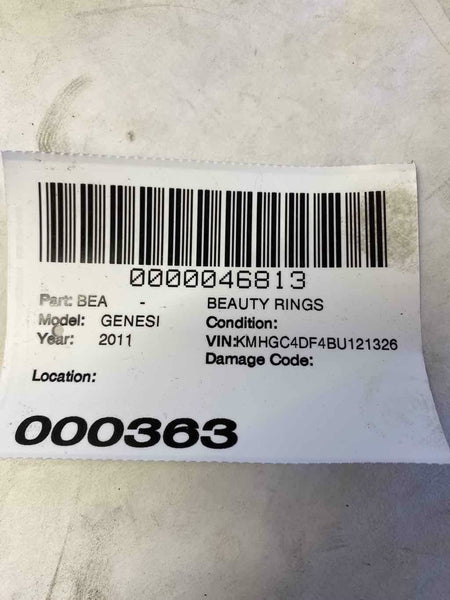 0000046813
Part: BEA - BEAUTY RINGS
Model: GENESI Condition:
Year: 2011 VIN:KMHGC4DF4BU121326
Damage Code:
Location:
000363